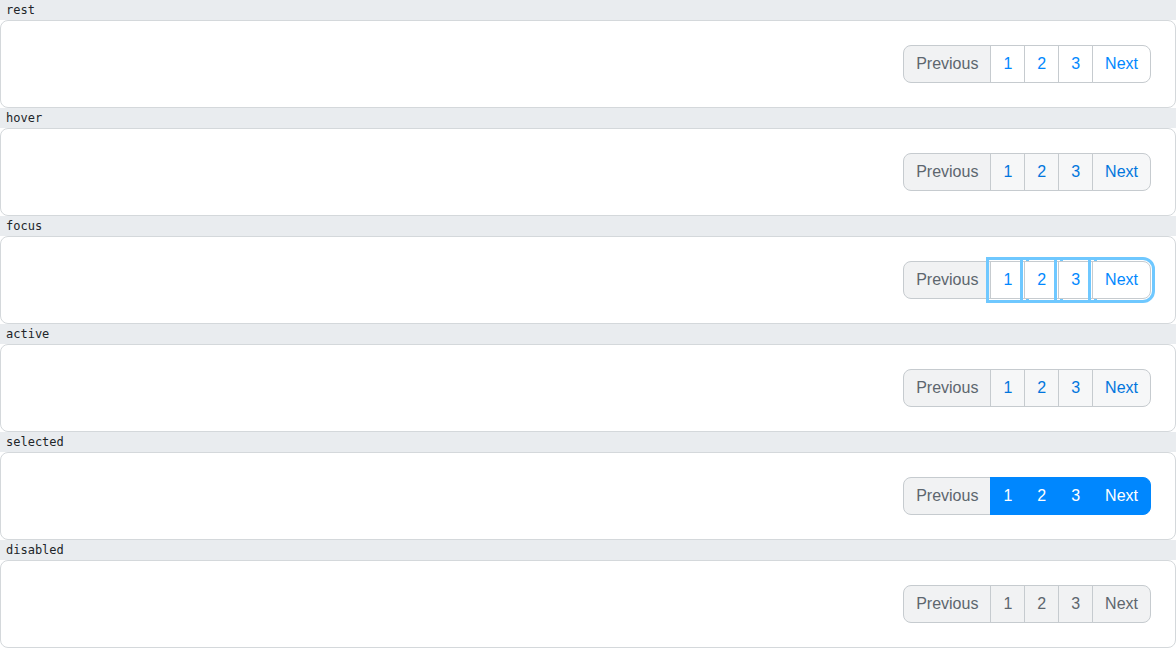 rest
Previous 1 2 3 Next
hover
Previous 1 2 3 Next
focus
Previous 1 2 3 Next
active
Previous 1 2 3 Next
selected
Previous 1 2 3 Next
disabled
Previous 1 2 3 Next